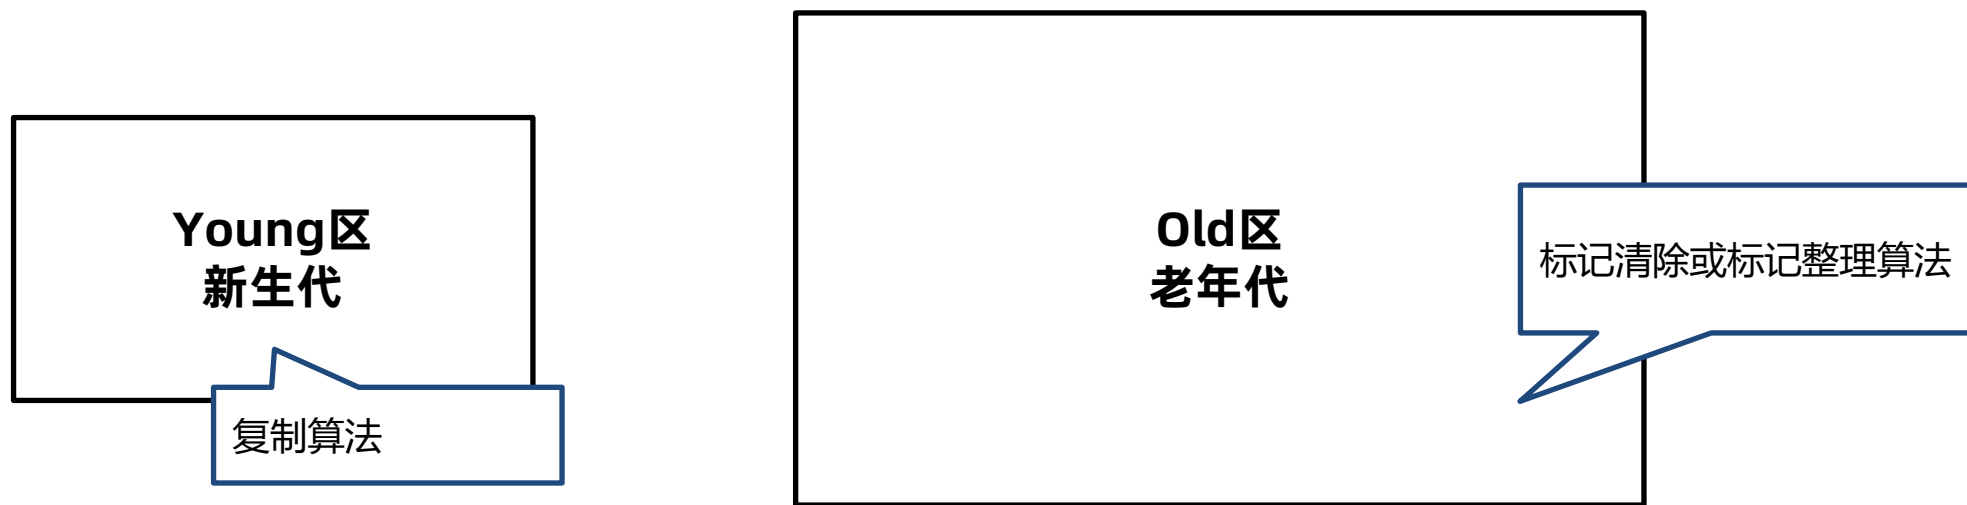 Young区
新生代
复制算法
Old区
老年代
标记清除或标记整理算法